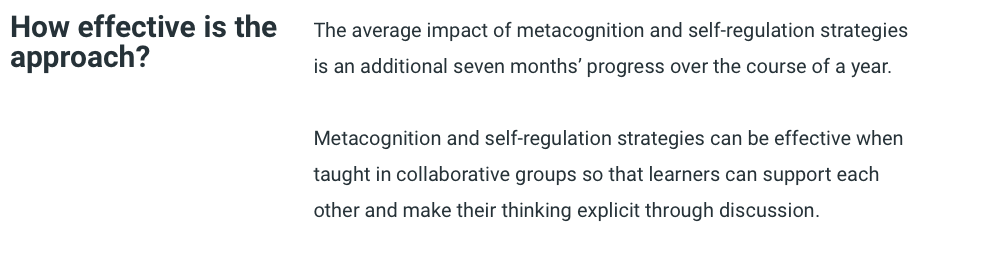 How effective is the
approach?
The average impact of metacognition and self-regulation strategies
is an additional seven months’ progress over the course of a year.
Metacognition and self-regulation strategies can be effective when
taught in collaborative groups so that learners can support each
other and make their thinking explicit through discussion.